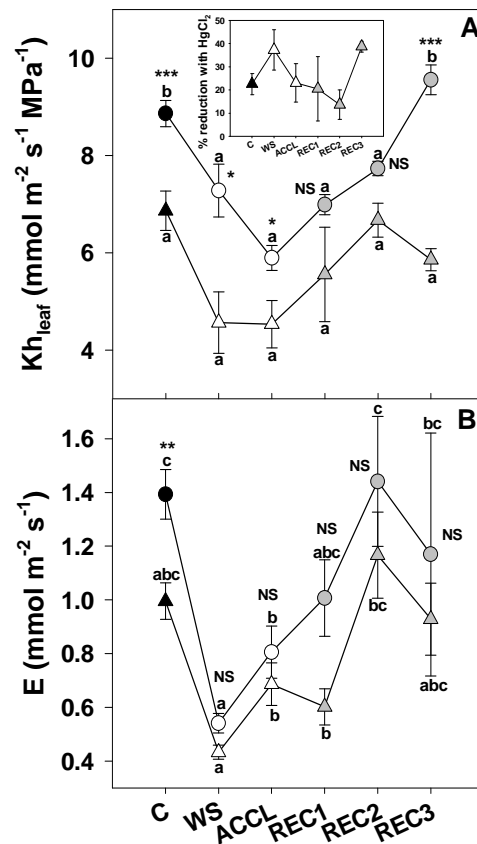 A
% reduction with HgCl₂
50
40
30
20
10
0
C WS ACCL REC1 REC2 REC3
Kh_leaf (mmol m⁻² s⁻¹ MPa⁻¹)
10
8
6
4
*** b
a *
* a
NS a
a NS
*** b
a
a
a
a
a
a
B
E (mmol m⁻² s⁻¹)
1.6
1.4
1.2
1.0
0.8
0.6
0.4
** c
NS a
NS b
NS abc
c NS
bc NS
abc
a
b
b
bc
abc
C WS ACCL REC1 REC2 REC3